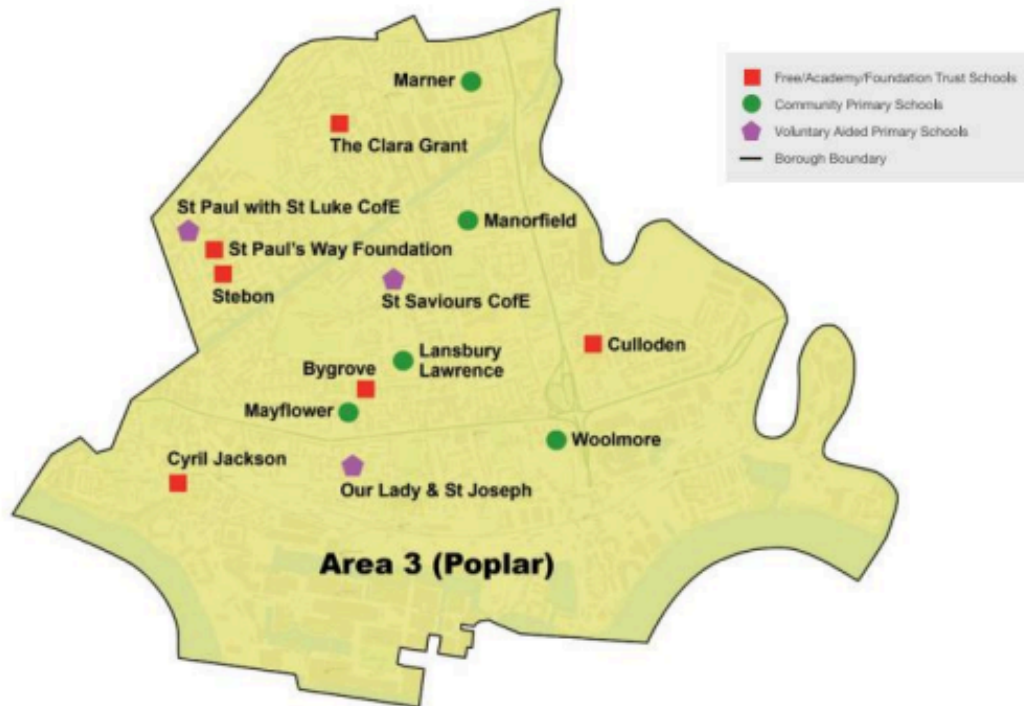 Marner
The Clara Grant
St Paul with St Luke CofE
St Paul's Way Foundation
Stebon
Manorfield
St Saviours CofE
Culloden
Lansbury
Lawrence
Bygrove
Mayflower
Woolmore
Cyril Jackson
Our Lady & St Joseph
Area 3 (Poplar)
Free/Academy/Foundation Trust Schools
Community Primary Schools
Voluntary Aided Primary Schools
Borough Boundary